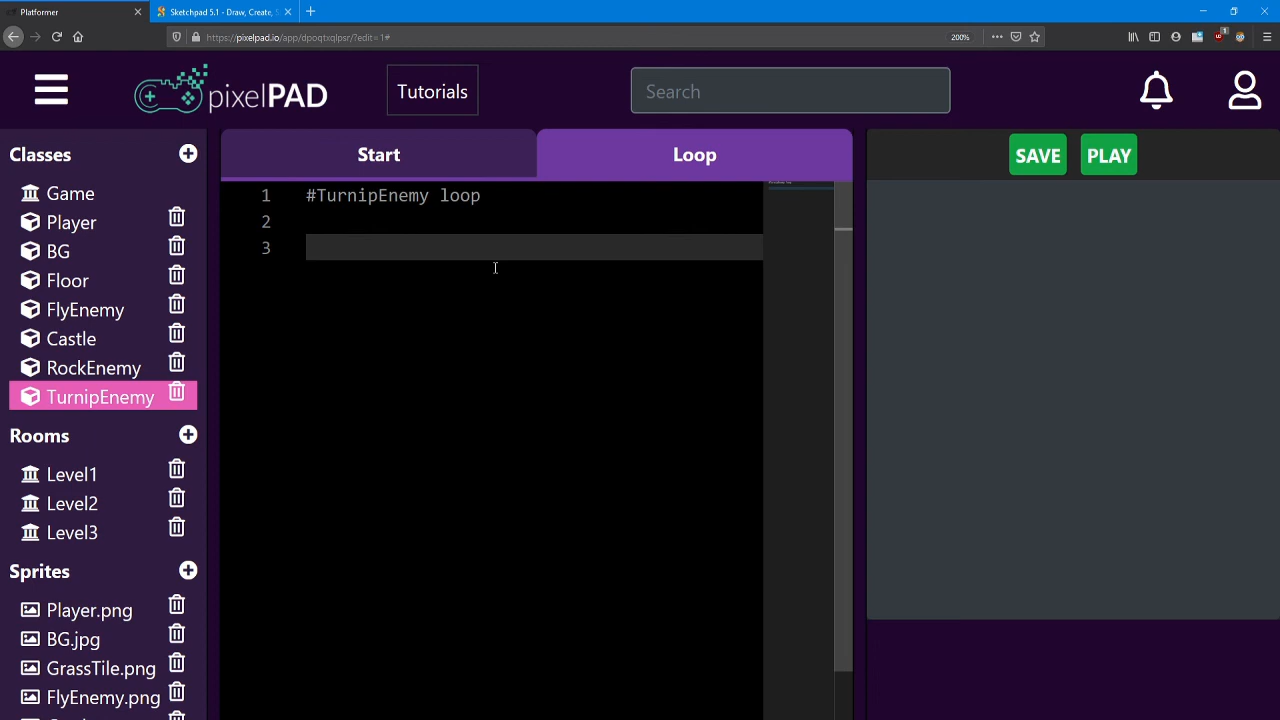 Platformer
Sketchpad 5.1 - Draw, Create, S
https://pixelpad.io/app/dpoqtxqlpsr/?edit=1#
200%
pixelPAD
Tutorials
Search
Classes
Start
Loop
SAVE
PLAY
Game
Player
BG
Floor
FlyEnemy
Castle
RockEnemy
TurnipEnemy
1 #TurnipEnemy loop
2
3
Rooms
Level1
Level2
Level3
Sprites
Player.png
BG.jpg
GrassTile.png
FlyEnemy.png